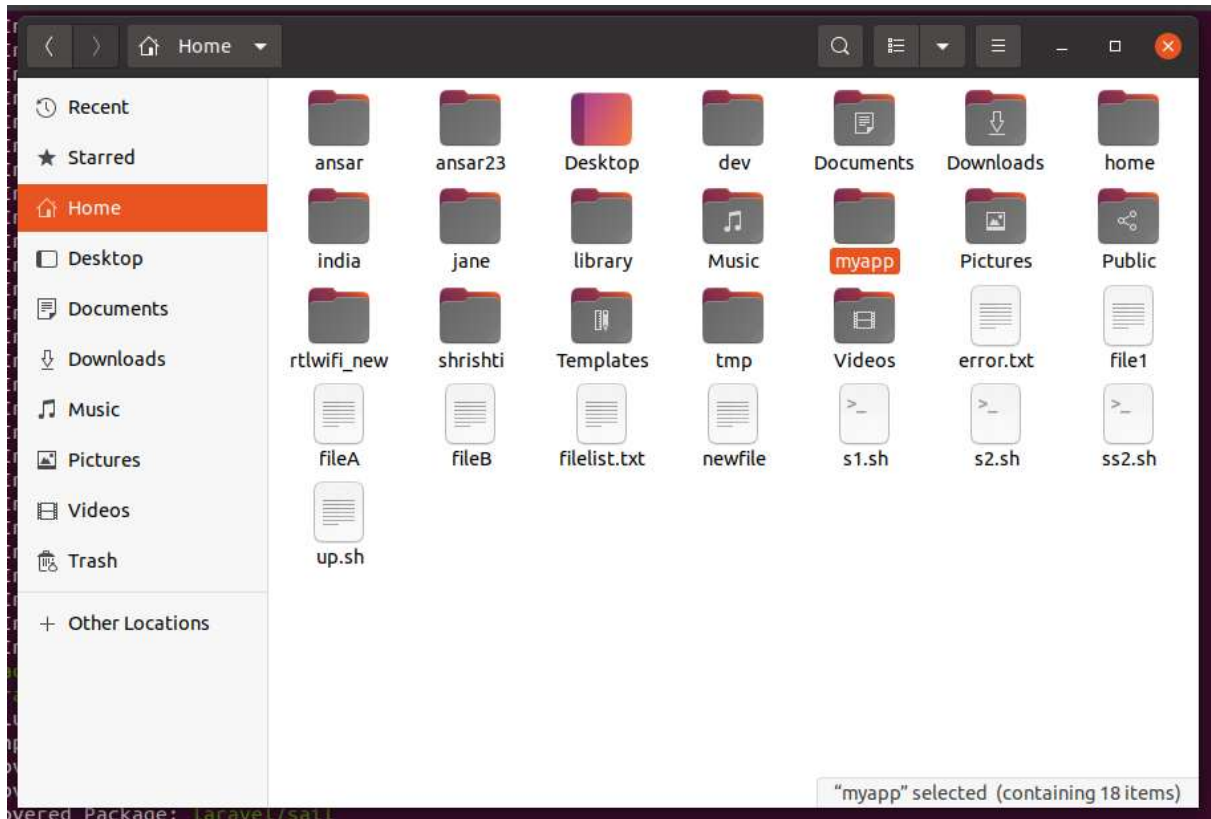 Home
Recent
Starred
Home
Desktop
Documents
Downloads
Music
Pictures
Videos
Trash
Other Locations
ansar ansar23 Desktop dev Documents Downloads home
india jane library Music myapp Pictures Public
rtlwifi_new shrishti Templates tmp Videos error.txt file1
>_ >_ >_
fileA fileB filelist.txt newfile s1.sh s2.sh ss2.sh
up.sh
“myapp” selected (containing 18 items)
overed Package: laravel/sail